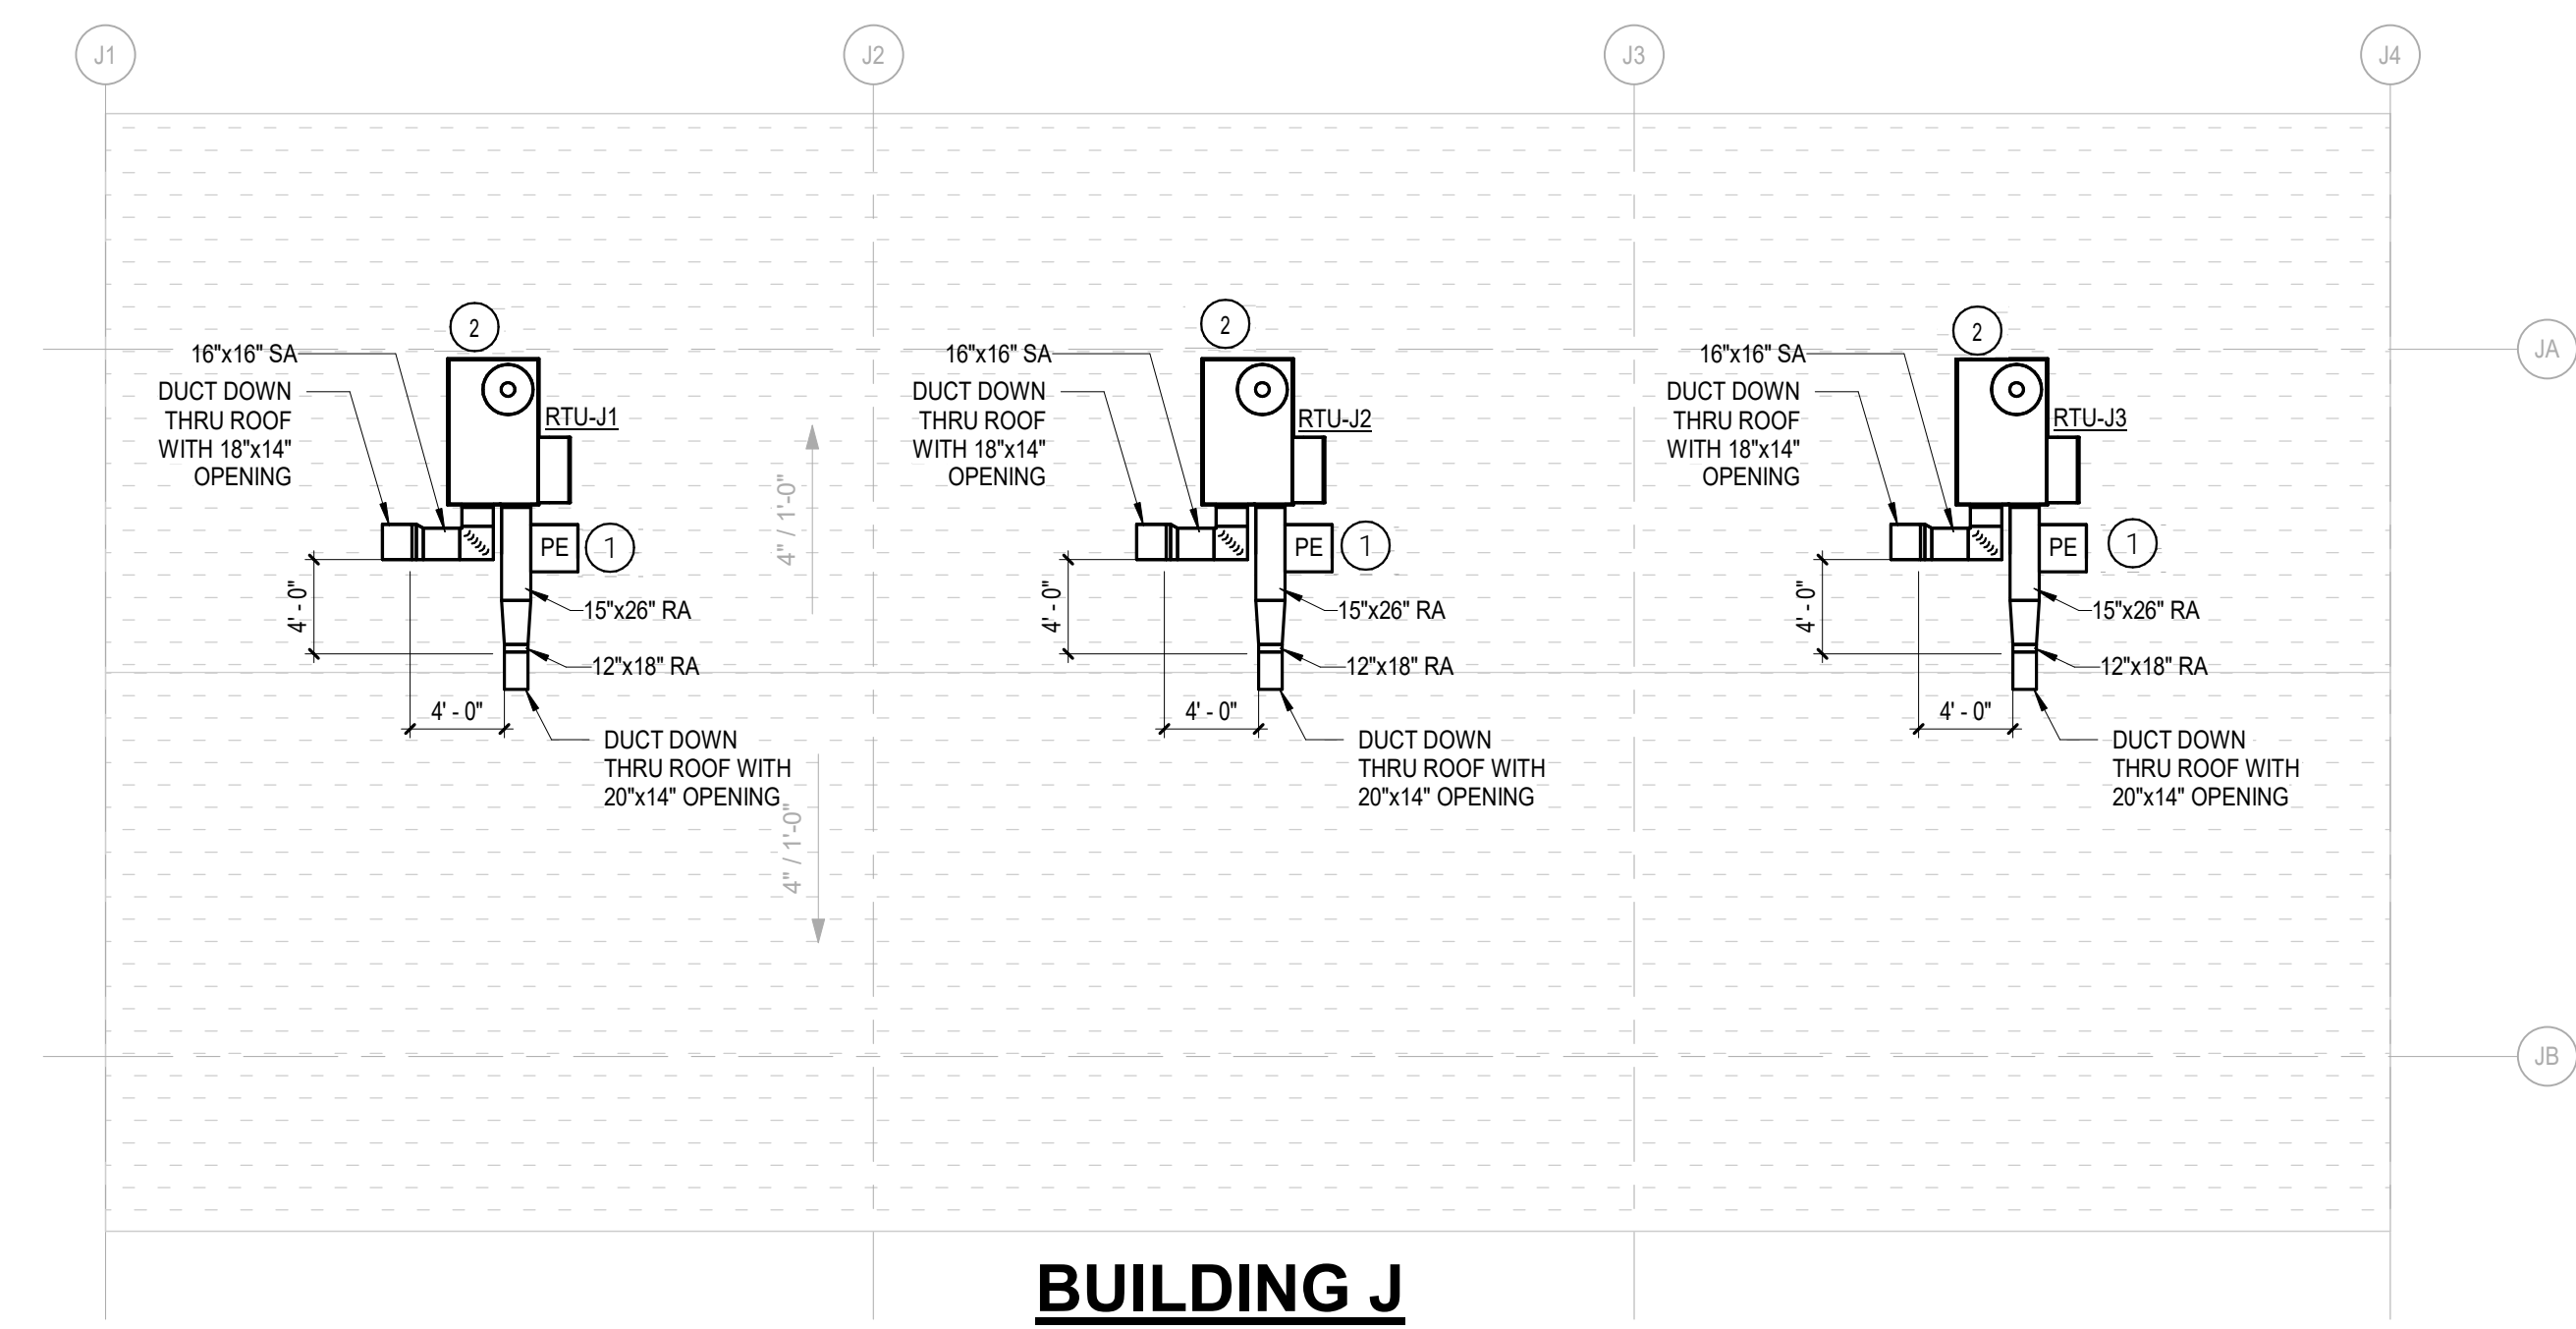 J1
J2
J3
J4
JA
JB
2
16"x16" SA
DUCT DOWN
THRU ROOF
WITH 18"x14"
OPENING
RTU-J1
PE
1
15"x26" RA
12"x18" RA
4' - 0"
4' - 0"
DUCT DOWN
THRU ROOF WITH
20"x14" OPENING
4" / 1'-0"
4" / 1'-0"
2
16"x16" SA
DUCT DOWN
THRU ROOF
WITH 18"x14"
OPENING
RTU-J2
PE
1
15"x26" RA
12"x18" RA
4' - 0"
4' - 0"
DUCT DOWN
THRU ROOF WITH
20"x14" OPENING
2
16"x16" SA
DUCT DOWN
THRU ROOF
WITH 18"x14"
OPENING
RTU-J3
PE
1
15"x26" RA
12"x18" RA
4' - 0"
4' - 0"
DUCT DOWN
THRU ROOF WITH
20"x14" OPENING
BUILDING J